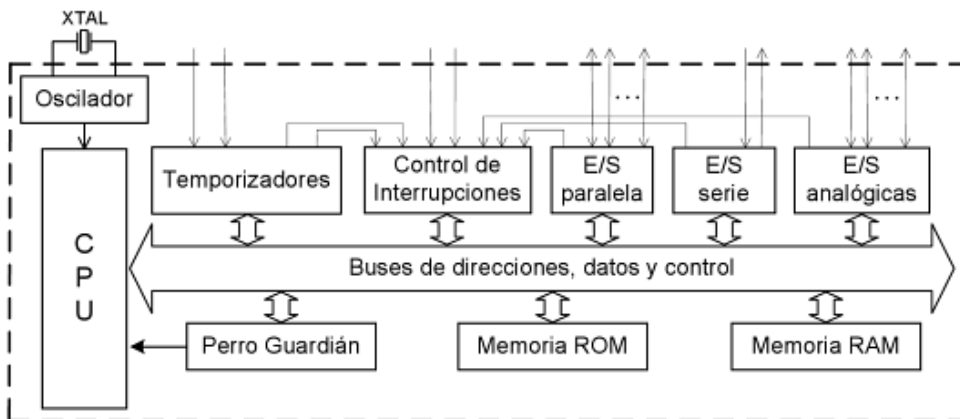 XTAL
Oscilador
CPU
Temporizadores
Control de
Interrupciones
E/S
paralela
E/S
serie
E/S
analógicas
Buses de direcciones, datos y control
Perro Guardián
Memoria ROM
Memoria RAM